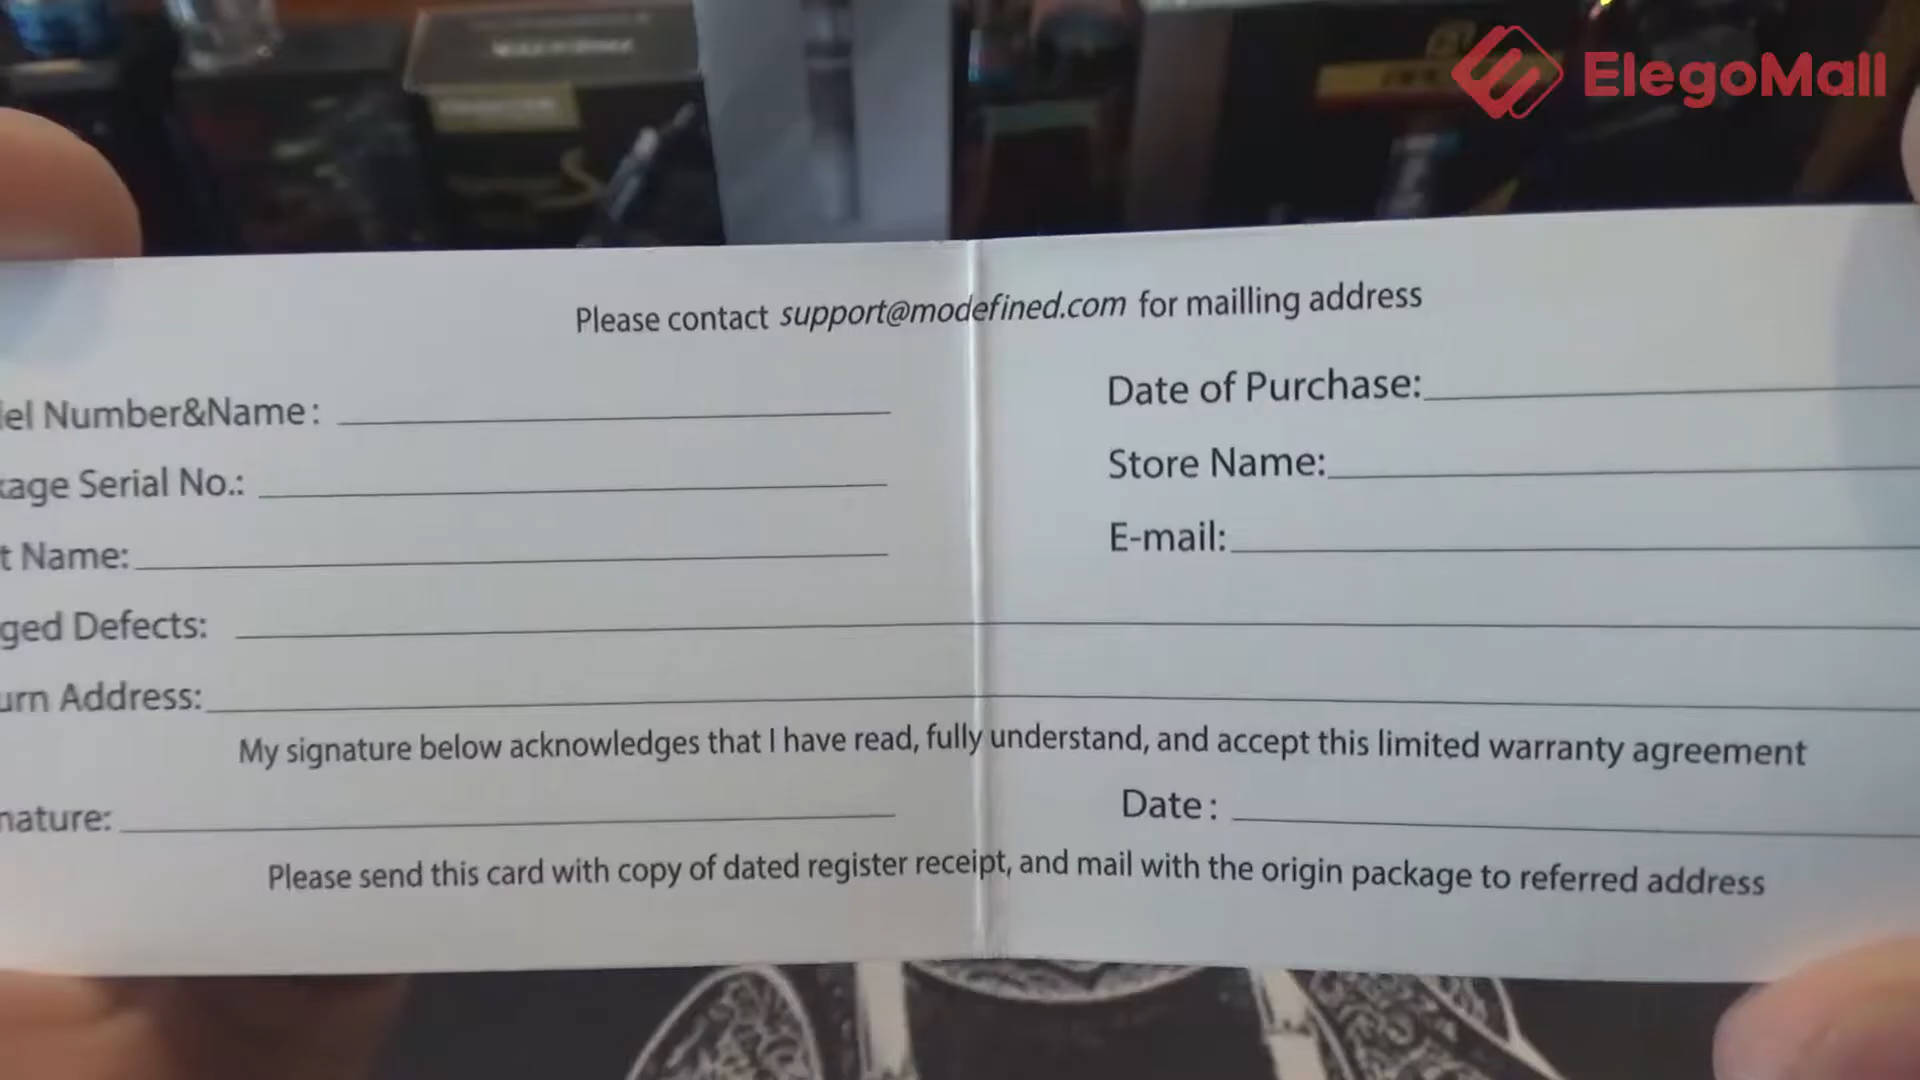 ElegoMall
Please contact support@modefined.com for mailling address
el Number&Name:
Date of Purchase:
age Serial No.:
Store Name:
t Name:
E-mail:
ged Defects:
urn Address:
My signature below acknowledges that I have read, fully understand, and accept this limited warranty agreement
nature:
Date:
Please send this card with copy of dated register receipt, and mail with the origin package to referred address